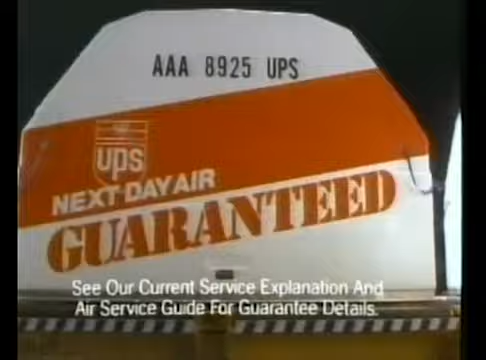 AAA 8925 UPS
ups
NEXT DAY AIR
GUARANTEED
See Our Current Service Explanation And
Air Service Guide For Guarantee Details.